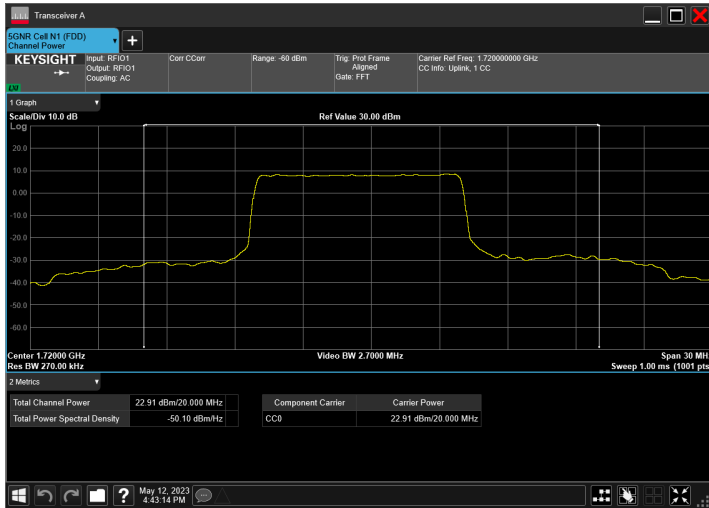 Transceiver A
5GNR Cell N1 (FDD)
Channel Power
KEYSIGHT
LXI
Input: RFIO1
Output: RFIO1
Coupling: AC
Corr CCorr
Range: -60 dBm
Trig: Prot Frame
Aligned
Gate: FFT
Carrier Ref Freq: 1.720000000 GHz
CC Info: Uplink, 1 CC
1 Graph
Scale/Div 10.0 dB
Ref Value 30.00 dBm
Log
20.0
10.0
0.00
-10.0
-20.0
-30.0
-40.0
-50.0
-60.0
Center 1.72000 GHz
Video BW 2.7000 MHz
Span 30 MH
Res BW 270.00 kHz
Sweep 1.00 ms (1001 pts
2 Metrics
Total Channel Power 22.91 dBm/20.000 MHz
Total Power Spectral Density -50.10 dBm/Hz
Component Carrier Carrier Power
CC0 22.91 dBm/20.000 MHz
?
May 12, 2023
4:43:14 PM